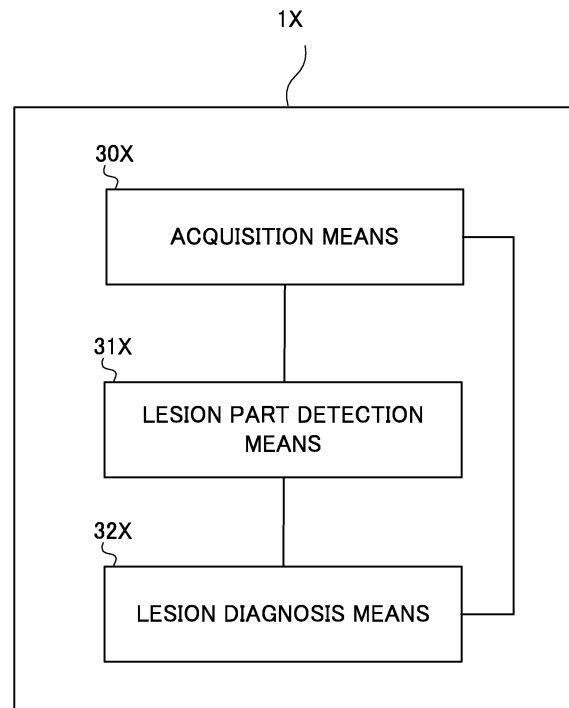 1X
30X
ACQUISITION MEANS
31X
LESION PART DETECTION
MEANS
32X
LESION DIAGNOSIS MEANS